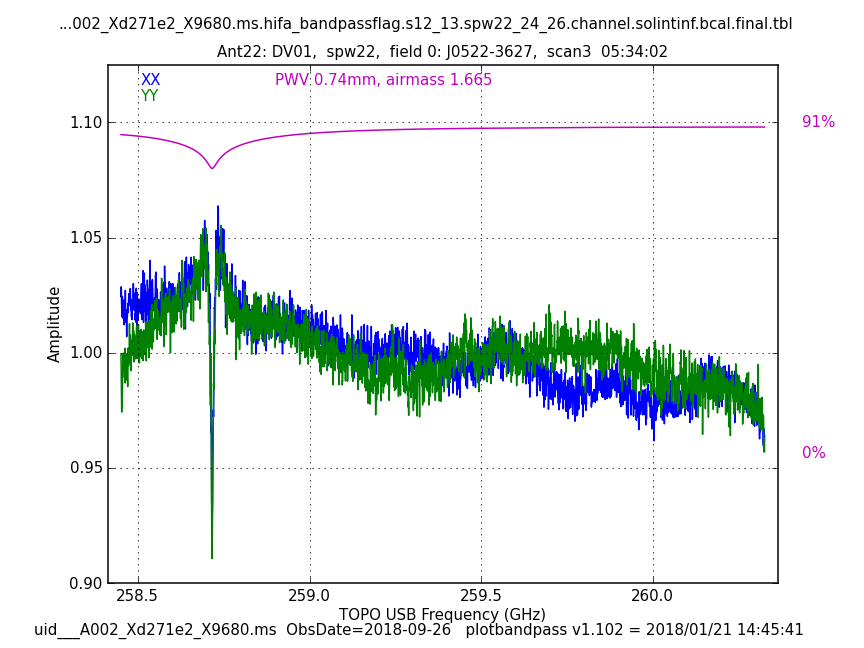 ...002_Xd271e2_X9680.ms.hifa_bandpassflag.s12_13.spw22_24_26.channel.solintinf.bcal.final.tbl
Ant22: DV01, spw22, field 0: J0522-3627, scan3 05:34:02
XX
PWV 0.74mm, airmass 1.665
YY
1.10
91%
1.05
Amplitude
1.00
0.95
0%
0.90
258.5 259.0 259.5 260.0
TOPO USB Frequency (GHz)
uid___A002_Xd271e2_X9680.ms ObsDate=2018-09-26 plotbandpass v1.102 = 2018/01/21 14:45:41